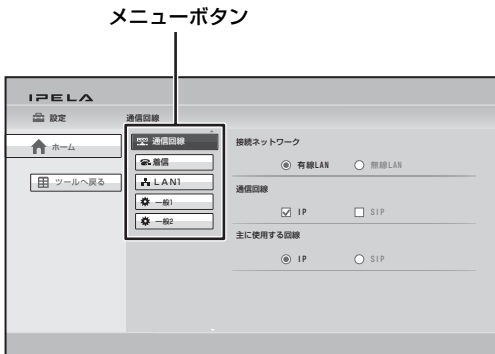 メニューボタン
IPELA
設定
通信回線
ホーム
ツールへ戻る
通信回線
着信
LAN1
一般1
一般2
接続ネットワーク
有線LAN 無線LAN
通信回線
IP SIP
主に使用する回線
IP SIP